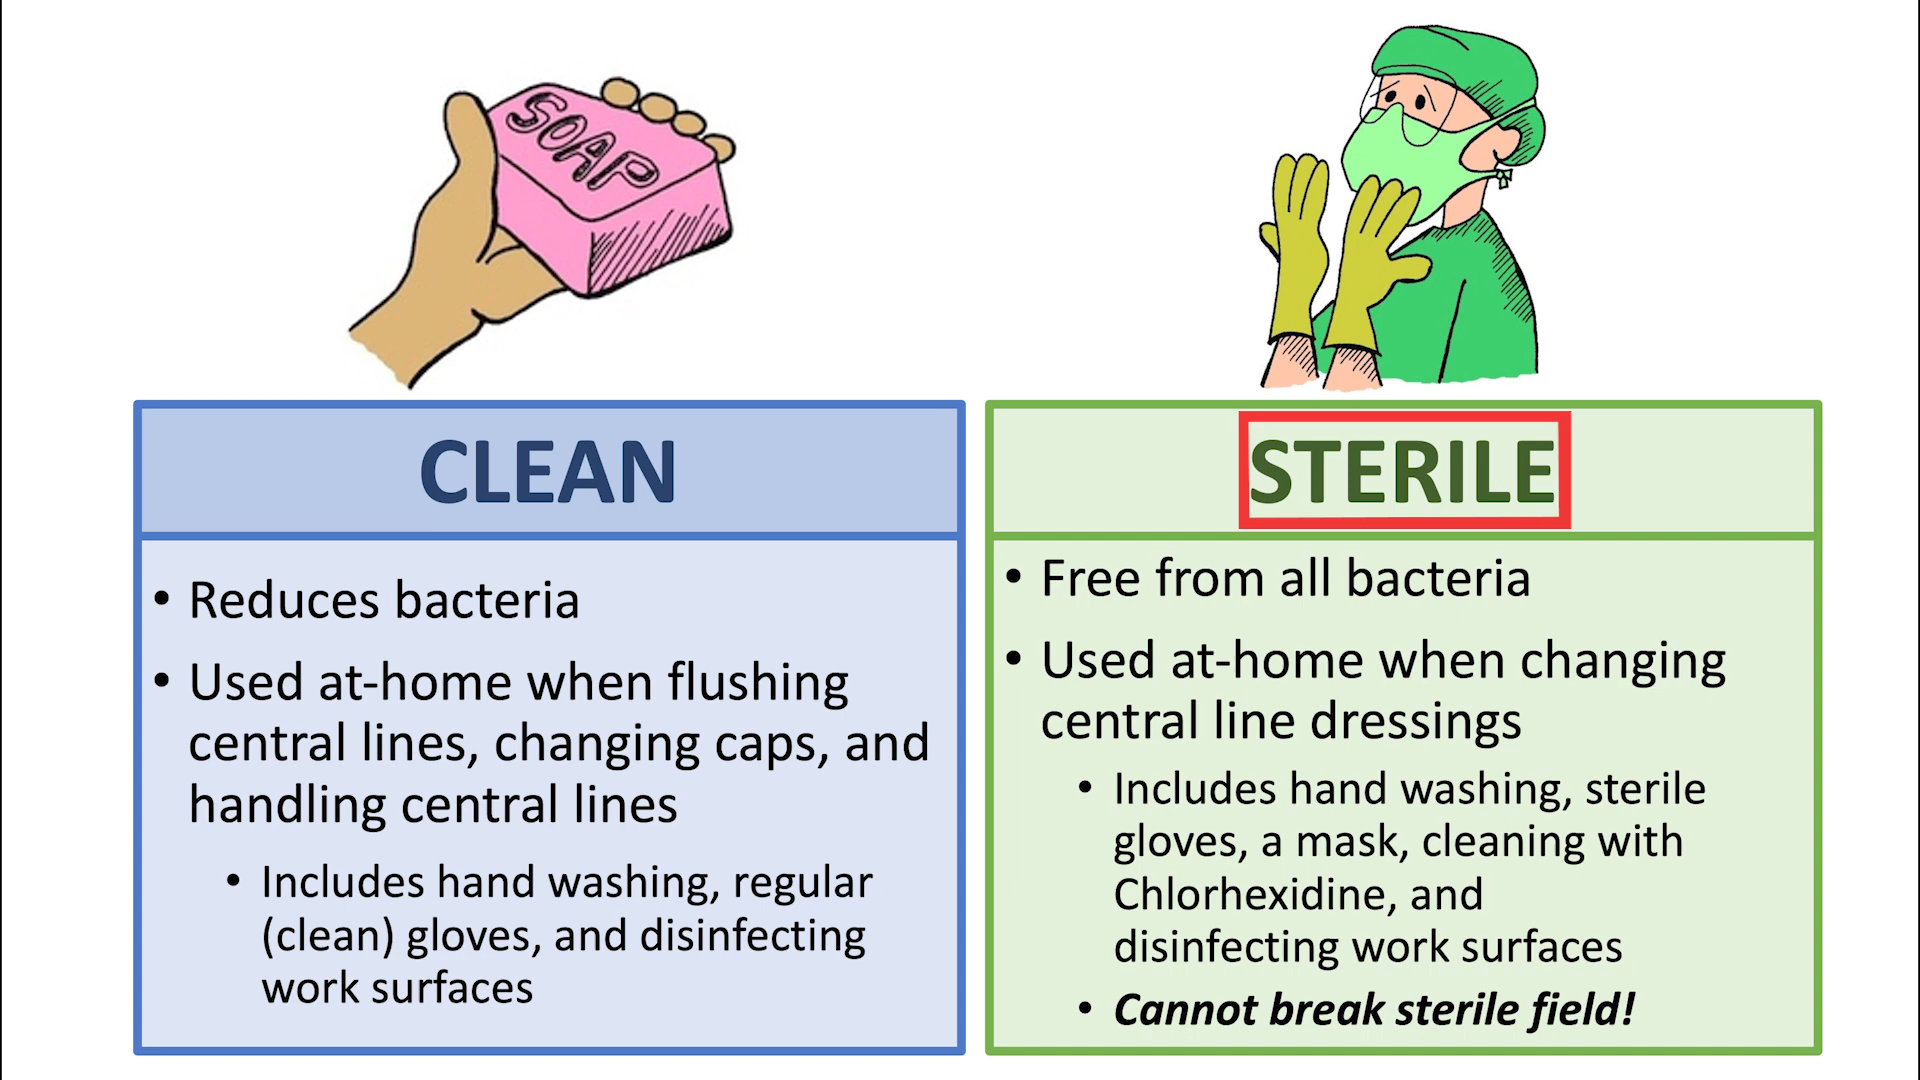 SOAP
CLEAN
• Reduces bacteria
• Used at-home when flushing
central lines, changing caps, and
handling central lines
• Includes hand washing, regular
(clean) gloves, and disinfecting
work surfaces
STERILE
• Free from all bacteria
• Used at-home when changing
central line dressings
• Includes hand washing, sterile
gloves, a mask, cleaning with
Chlorhexidine, and
disinfecting work surfaces
• Cannot break sterile field!